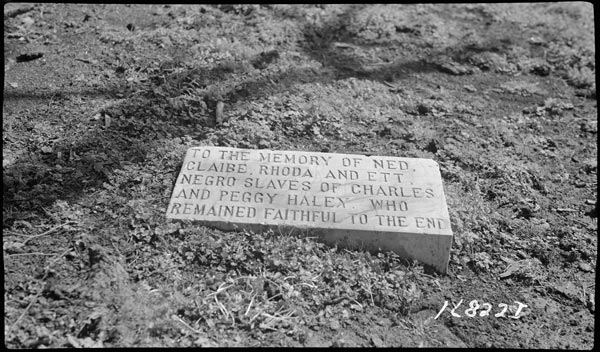 TO THE MEMORY OF NED,
CLAIBE, RHODA AND ETT
NEGRO SLAVES OF CHARLES
AND PEGGY HALEY WHO
REMAINED FAITHFUL TO THE END